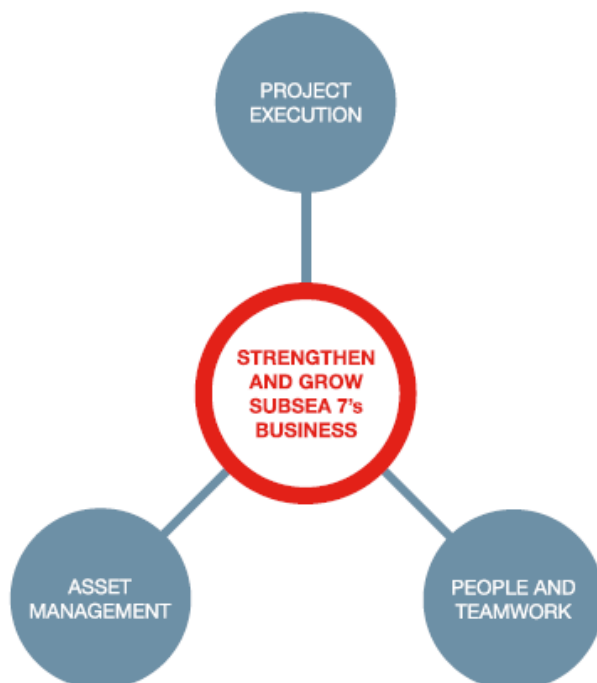 PROJECT
EXECUTION
STRENGTHEN
AND GROW
SUBSEA 7's
BUSINESS
ASSET
MANAGEMENT
PEOPLE AND
TEAMWORK